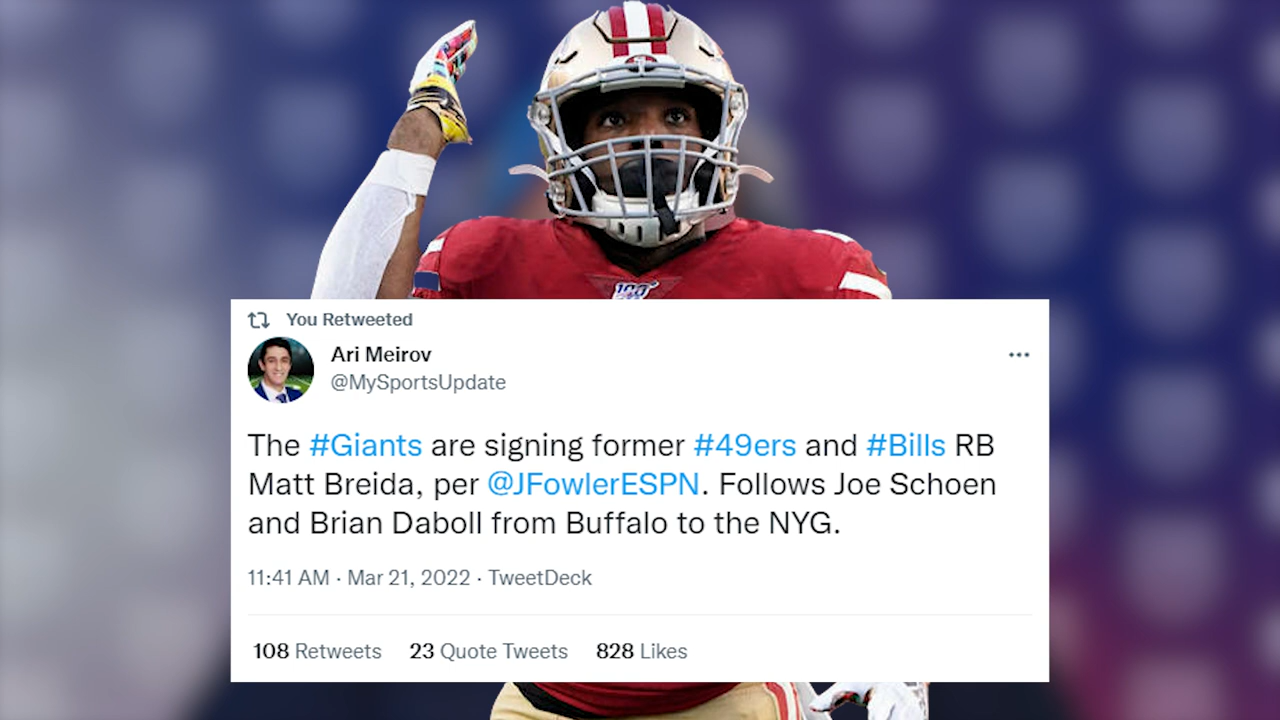 100
You Retweeted
Ari Meirov
@MySportsUpdate
The #Giants are signing former #49ers and #Bills RB
Matt Breida, per @JFowlerESPN. Follows Joe Schoen
and Brian Daboll from Buffalo to the NYG.
11:41 AM · Mar 21, 2022 · TweetDeck
108 Retweets 23 Quote Tweets 828 Likes